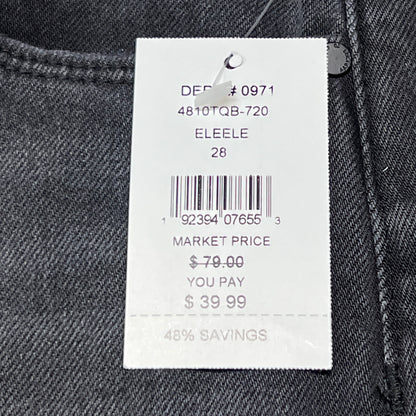 DEPT # 0971
4810TQB-720
ELEELE
28
1 92394 07655 3
MARKET PRICE
$ 79.00
YOU PAY
$ 39.99
48% SAVINGS